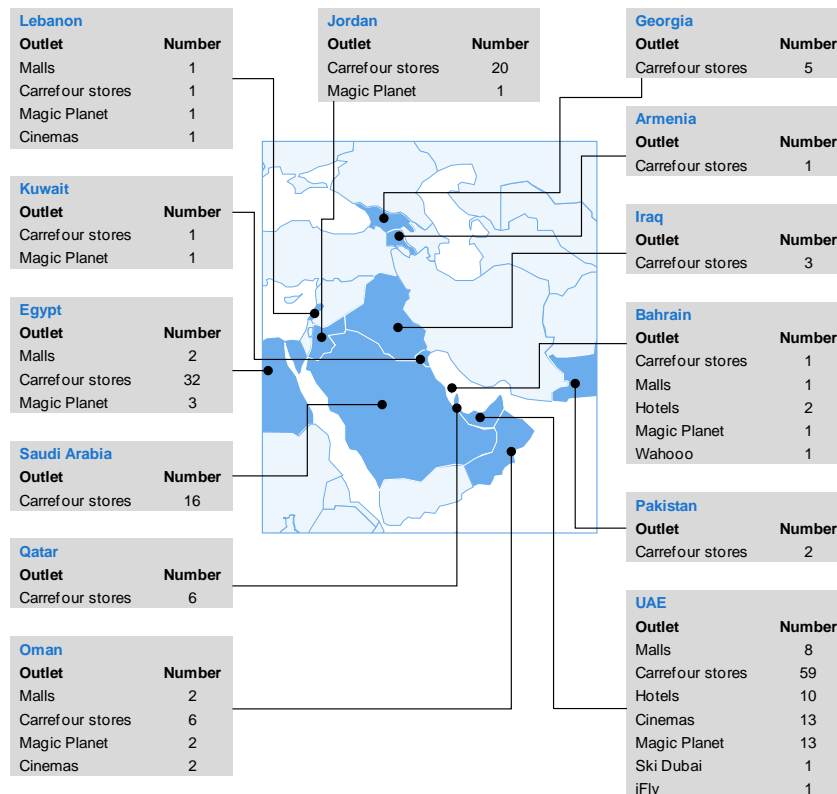 Lebanon
Outlet Number
Malls 1
Carrefour stores 1
Magic Planet 1
Cinemas 1
Jordan
Outlet Number
Carrefour stores 20
Magic Planet 1
Georgia
Outlet Number
Carrefour stores 5
Armenia
Outlet Number
Carrefour stores 1
Kuwait
Outlet Number
Carrefour stores 1
Magic Planet 1
Iraq
Outlet Number
Carrefour stores 3
Egypt
Outlet Number
Malls 2
Carrefour stores 32
Magic Planet 3
Bahrain
Outlet Number
Carrefour stores 1
Malls 1
Hotels 2
Magic Planet 1
Wahooo 1
Saudi Arabia
Outlet Number
Carrefour stores 16
Pakistan
Outlet Number
Carrefour stores 2
Qatar
Outlet Number
Carrefour stores 6
Oman
Outlet Number
Malls 2
Carrefour stores 6
Magic Planet 2
Cinemas 2
UAE
Outlet Number
Malls 8
Carrefour stores 59
Hotels 10
Cinemas 13
Magic Planet 13
Ski Dubai 1
iFly 1